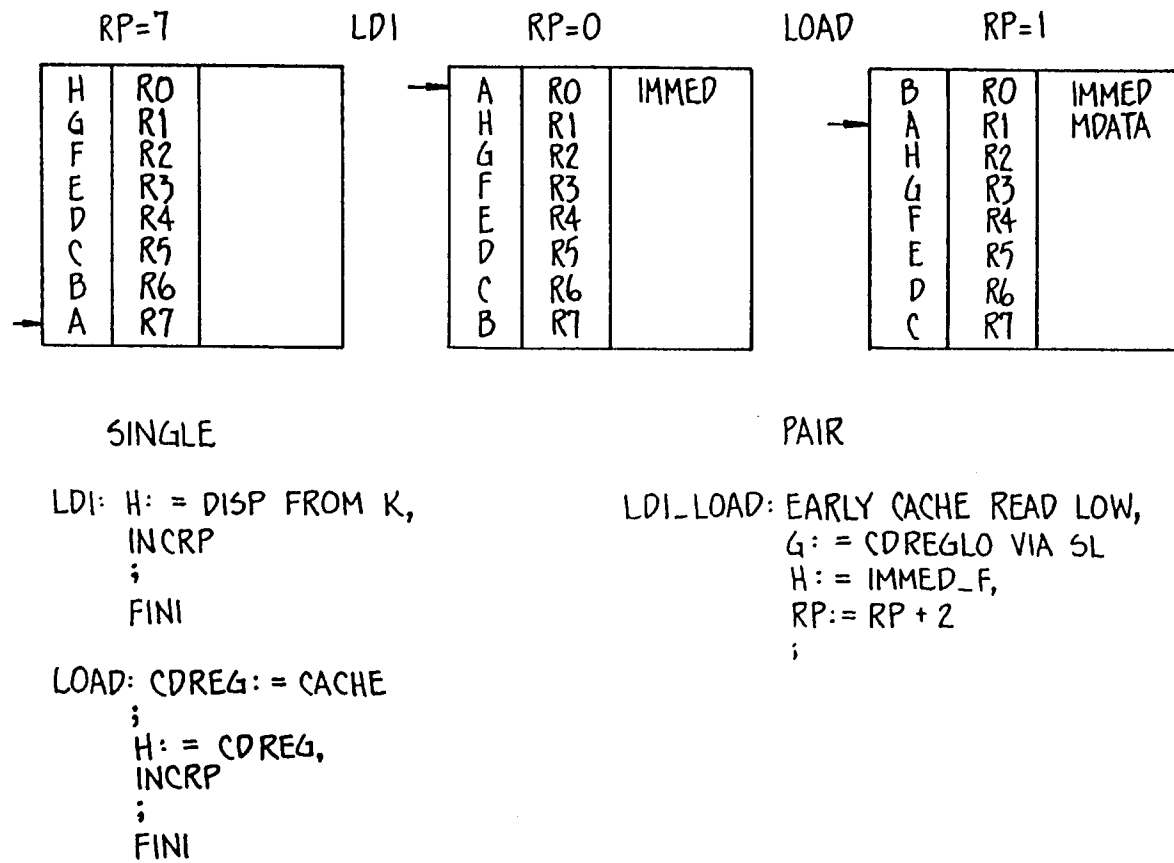 RP=7 LDI RP=0 LOAD RP=1
H R0 A R0 IMMED B R0 IMMED
G R1 H R1 A R1 MDATA
F R2 G R2 H R2
E R3 F R3 G R3
D R4 E R4 F R4
C R5 D R5 E R5
B R6 C R6 D R6
A R7 B R7 C R7
SINGLE
LDI: H: = DISP FROM K,
INCRP
;
FINI
LOAD: CDREG: = CACHE
;
H: = CDREG,
INCRP
;
FINI
PAIR
LDI_LOAD: EARLY CACHE READ LOW,
G: = CDREGLO VIA SL
H: = IMMED_F,
RP: = RP + 2
;